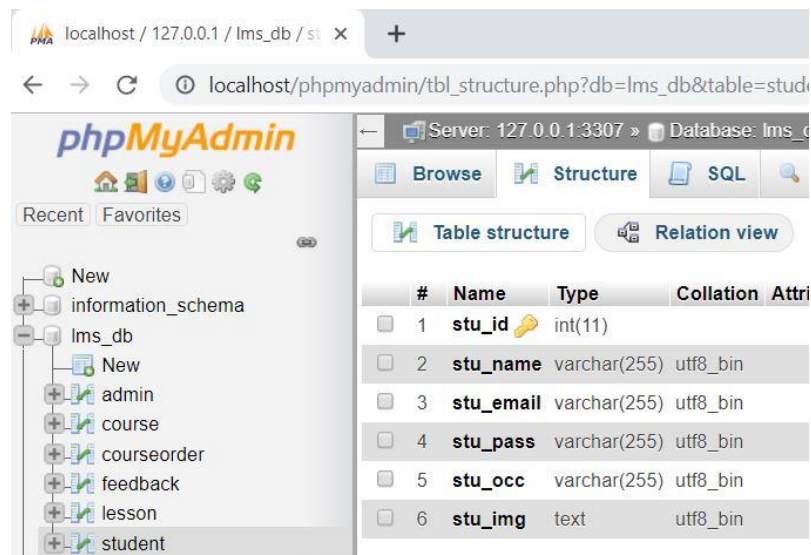 localhost / 127.0.0.1 / lms_db / st
localhost/phpmyadmin/tbl_structure.php?db=lms_db&table=stude
phpMyAdmin
Recent Favorites
New
information_schema
lms_db
New
admin
course
courseorder
feedback
lesson
student
Server: 127.0.0.1:3307 » Database: lms_d
Browse Structure SQL
Table structure Relation view
# Name Type Collation Attri
1 stu_id int(11)
2 stu_name varchar(255) utf8_bin
3 stu_email varchar(255) utf8_bin
4 stu_pass varchar(255) utf8_bin
5 stu_occ varchar(255) utf8_bin
6 stu_img text utf8_bin